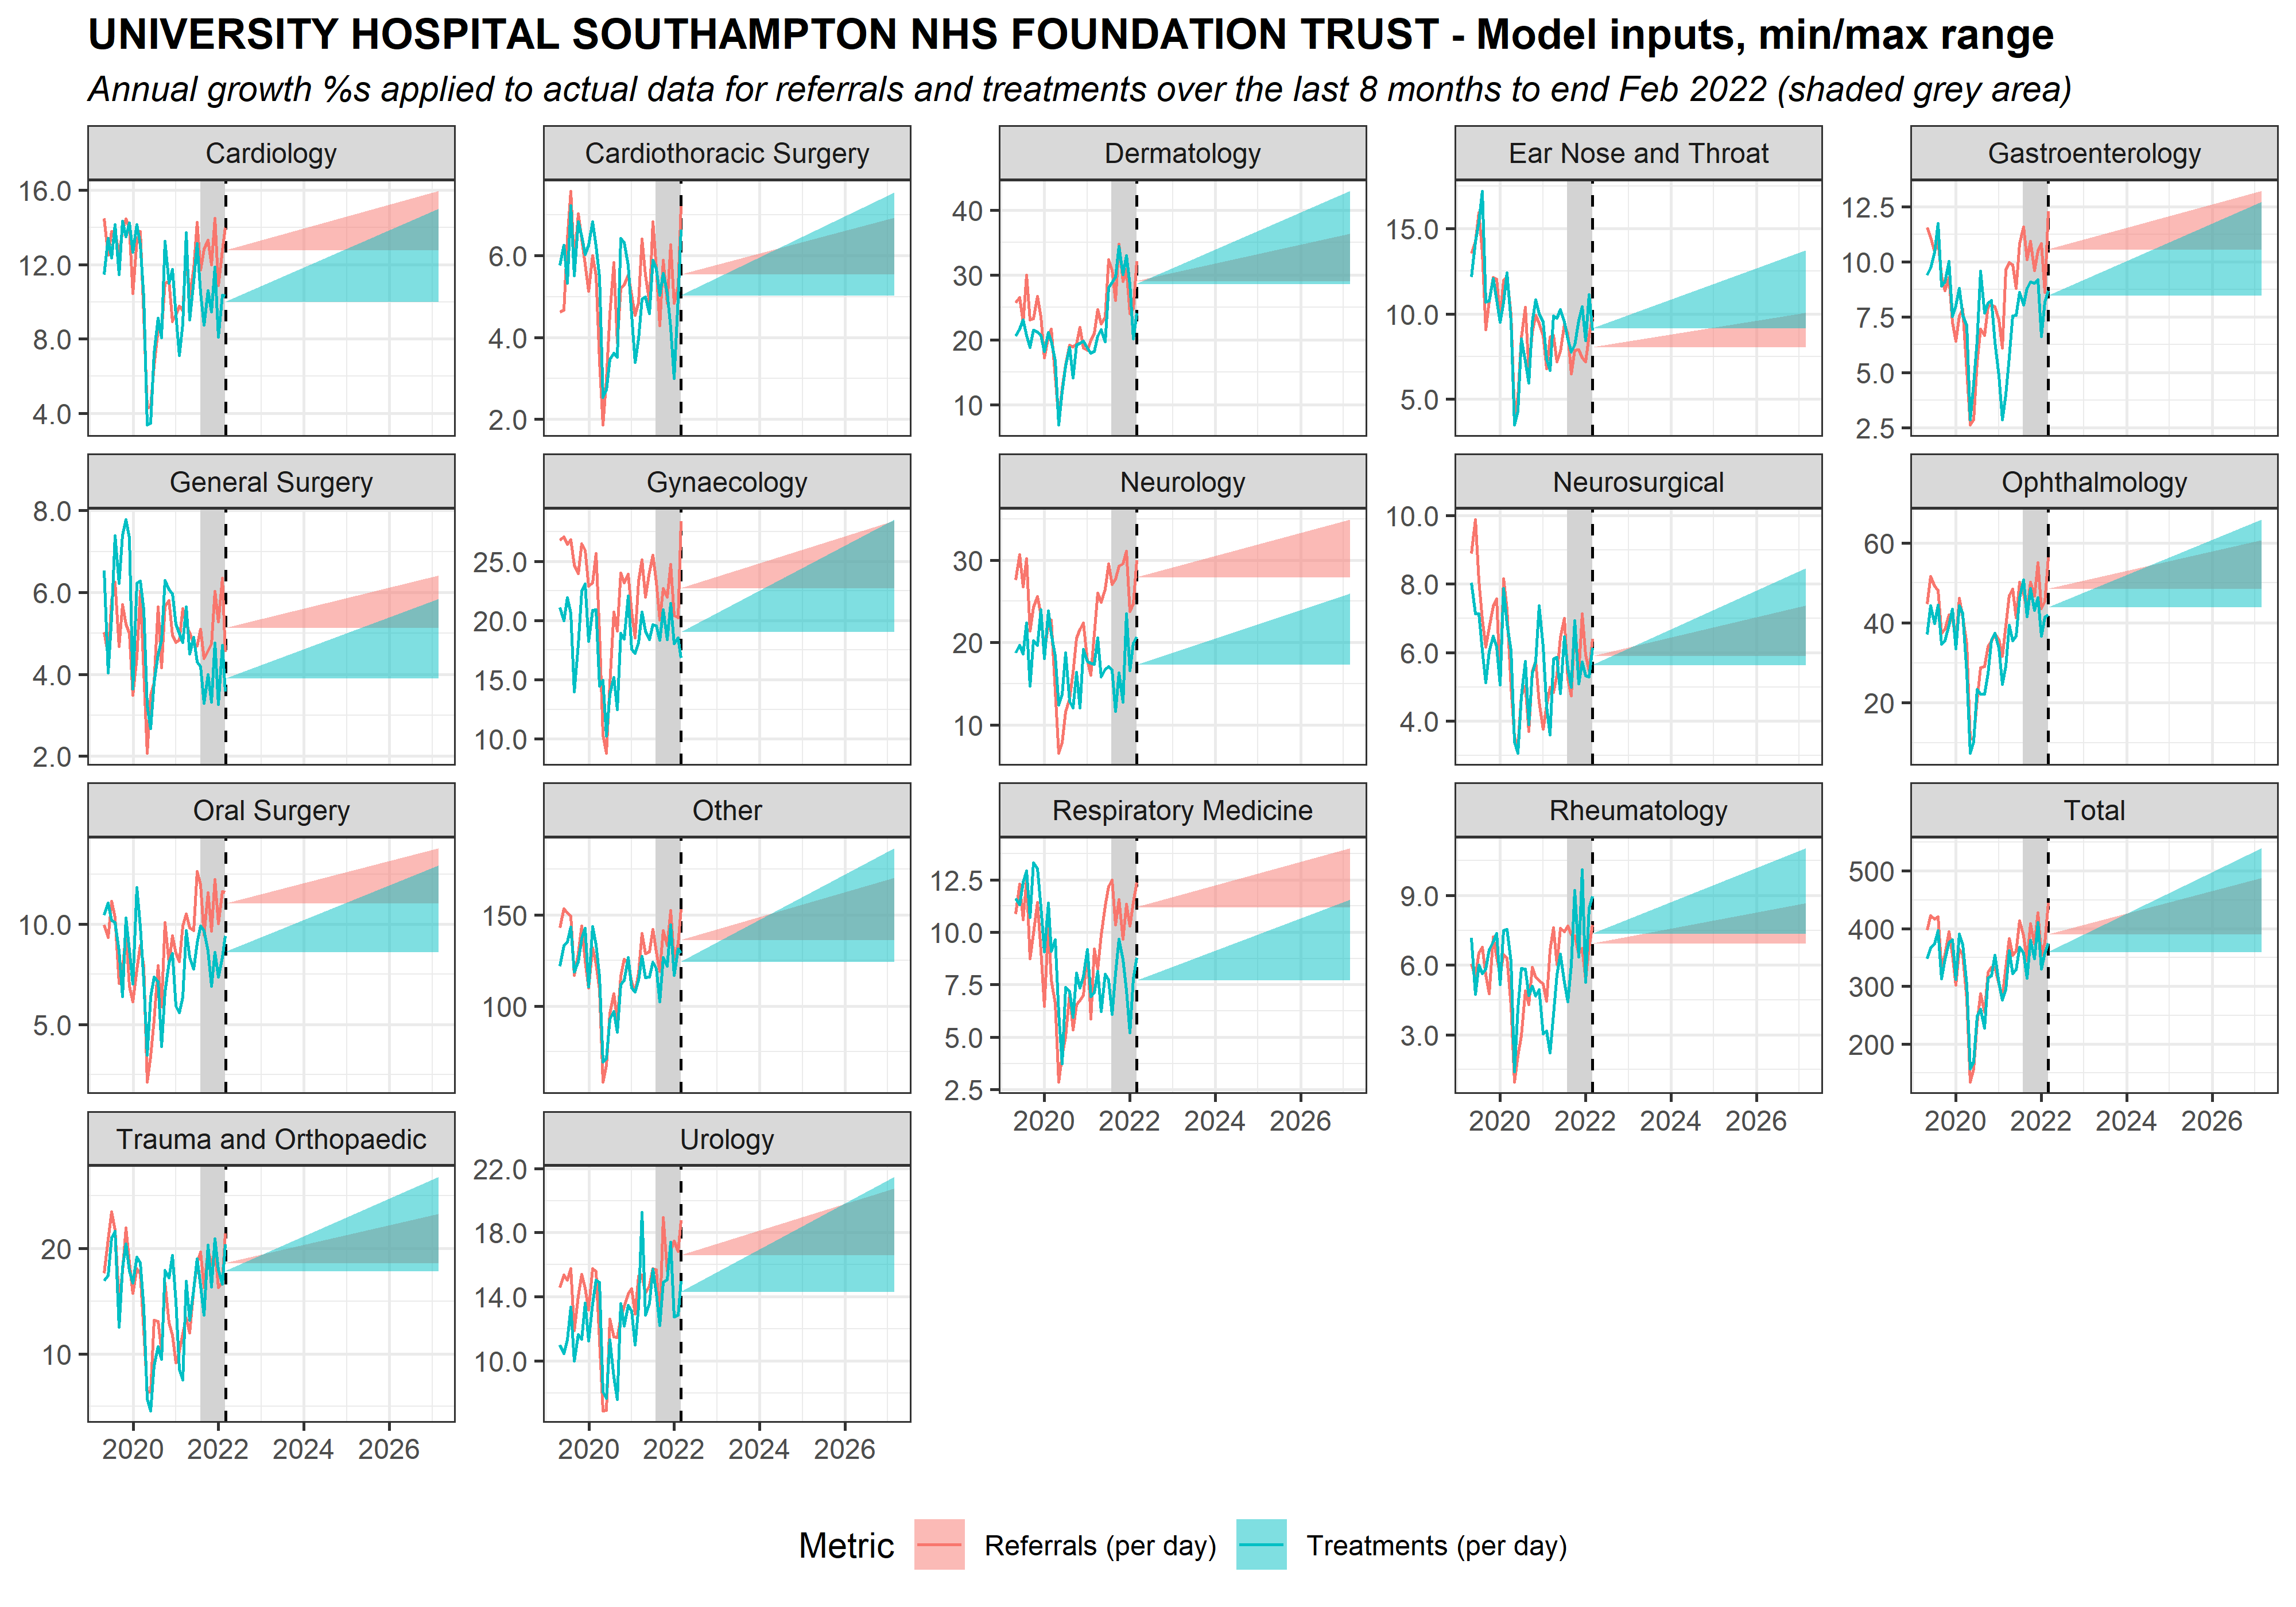 UNIVERSITY HOSPITAL SOUTHAMPTON NHS FOUNDATION TRUST - Model inputs, min/max range
Annual growth %s applied to actual data for referrals and treatments over the last 8 months to end Feb 2022 (shaded grey area)
Cardiology
16.0
12.0
8.0
4.0
Cardiothoracic Surgery
6.0
4.0
2.0
Dermatology
40
30
20
10
Ear Nose and Throat
15.0
10.0
5.0
Gastroenterology
12.5
10.0
7.5
5.0
2.5
General Surgery
8.0
6.0
4.0
2.0
Gynaecology
25.0
20.0
15.0
10.0
Neurology
30
20
10
Neurosurgical
10.0
8.0
6.0
4.0
Ophthalmology
60
40
20
Oral Surgery
10.0
5.0
Other
150
100
Respiratory Medicine
12.5
10.0
7.5
5.0
2.5
2020 2022 2024 2026
Rheumatology
9.0
6.0
3.0
2020 2022 2024 2026
Total
500
400
300
200
2020 2022 2024 2026
Trauma and Orthopaedic
20
10
2020 2022 2024 2026
Urology
22.0
18.0
14.0
10.0
2020 2022 2024 2026
Metric Referrals (per day) Treatments (per day)